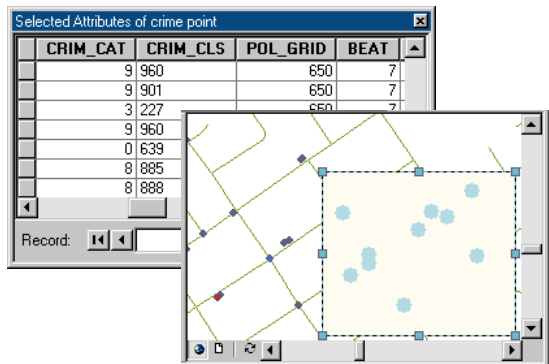 Selected Attributes of crime point
CRIM_CAT CRIM_CLS POL_GRID BEAT
9 960 650 7
9 901 650 7
3 227 650 7
9 960
0 639
8 885
8 888
Record: